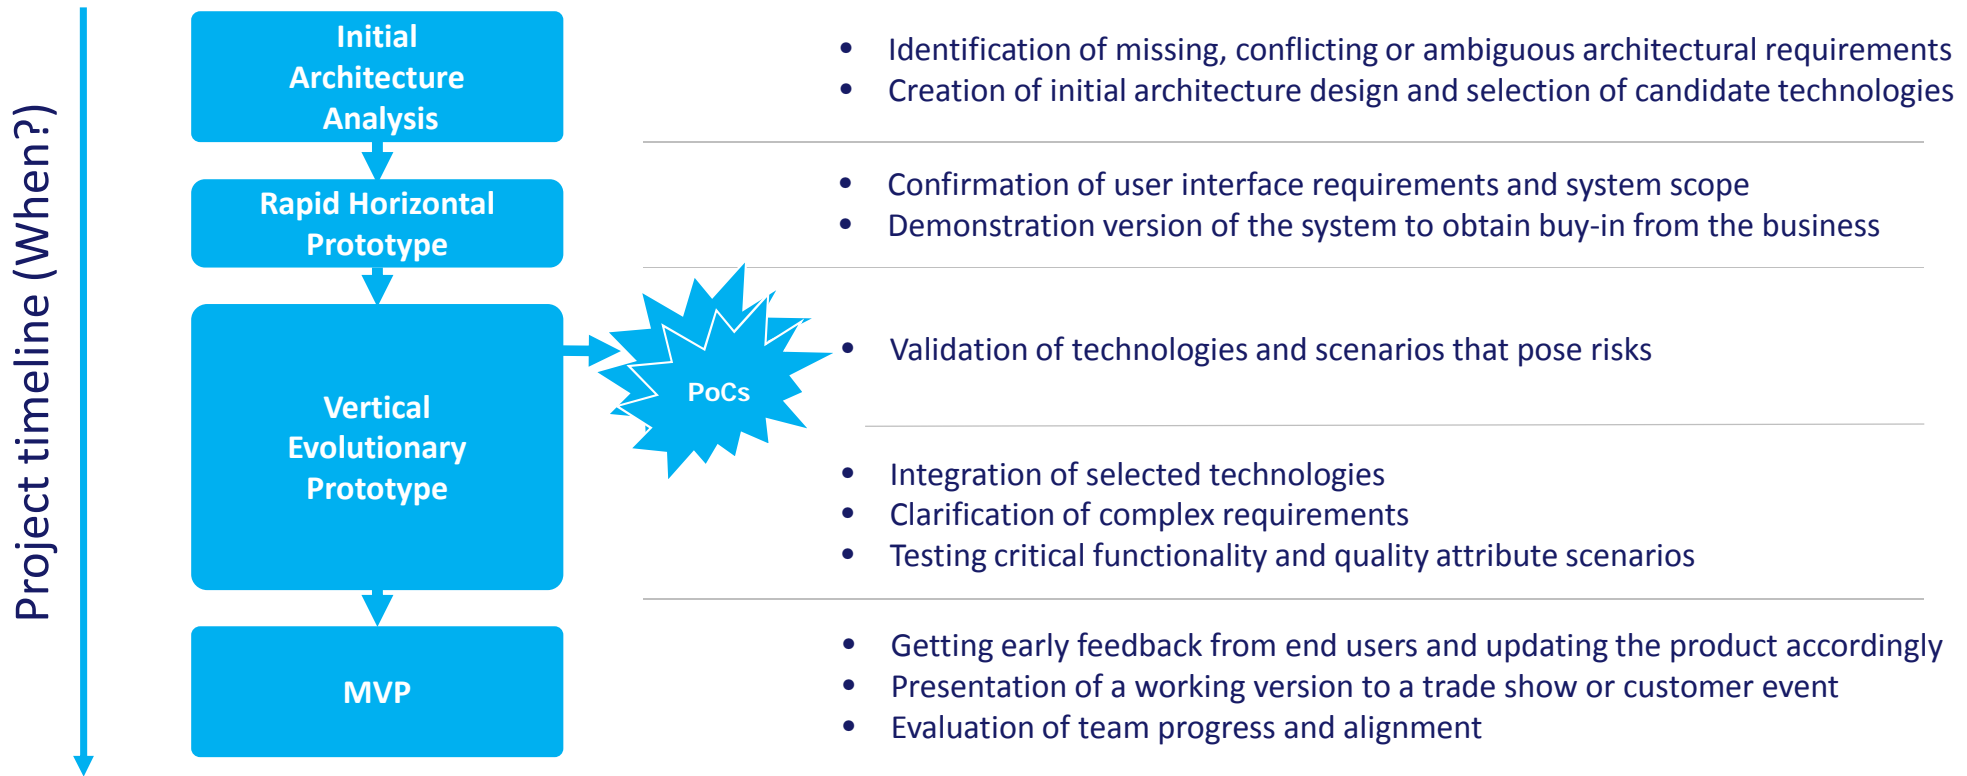 Project timeline (When?)
Initial
Architecture
Analysis
• Identification of missing, conflicting or ambiguous architectural requirements
• Creation of initial architecture design and selection of candidate technologies
Rapid Horizontal
Prototype
• Confirmation of user interface requirements and system scope
• Demonstration version of the system to obtain buy-in from the business
Vertical
Evolutionary
Prototype
PoCs
• Validation of technologies and scenarios that pose risks
• Integration of selected technologies
• Clarification of complex requirements
• Testing critical functionality and quality attribute scenarios
MVP
• Getting early feedback from end users and updating the product accordingly
• Presentation of a working version to a trade show or customer event
• Evaluation of team progress and alignment